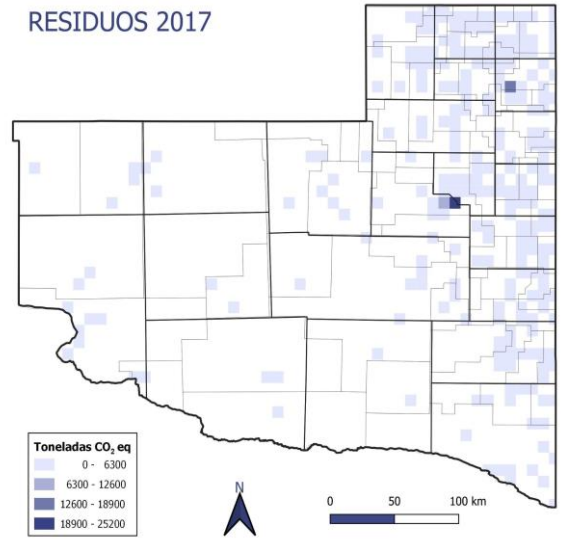 RESIDUOS 2017
Toneladas CO₂ eq
0 - 6300
6300 - 12600
12600 - 18900
18900 - 25200
N
0 50 100 km